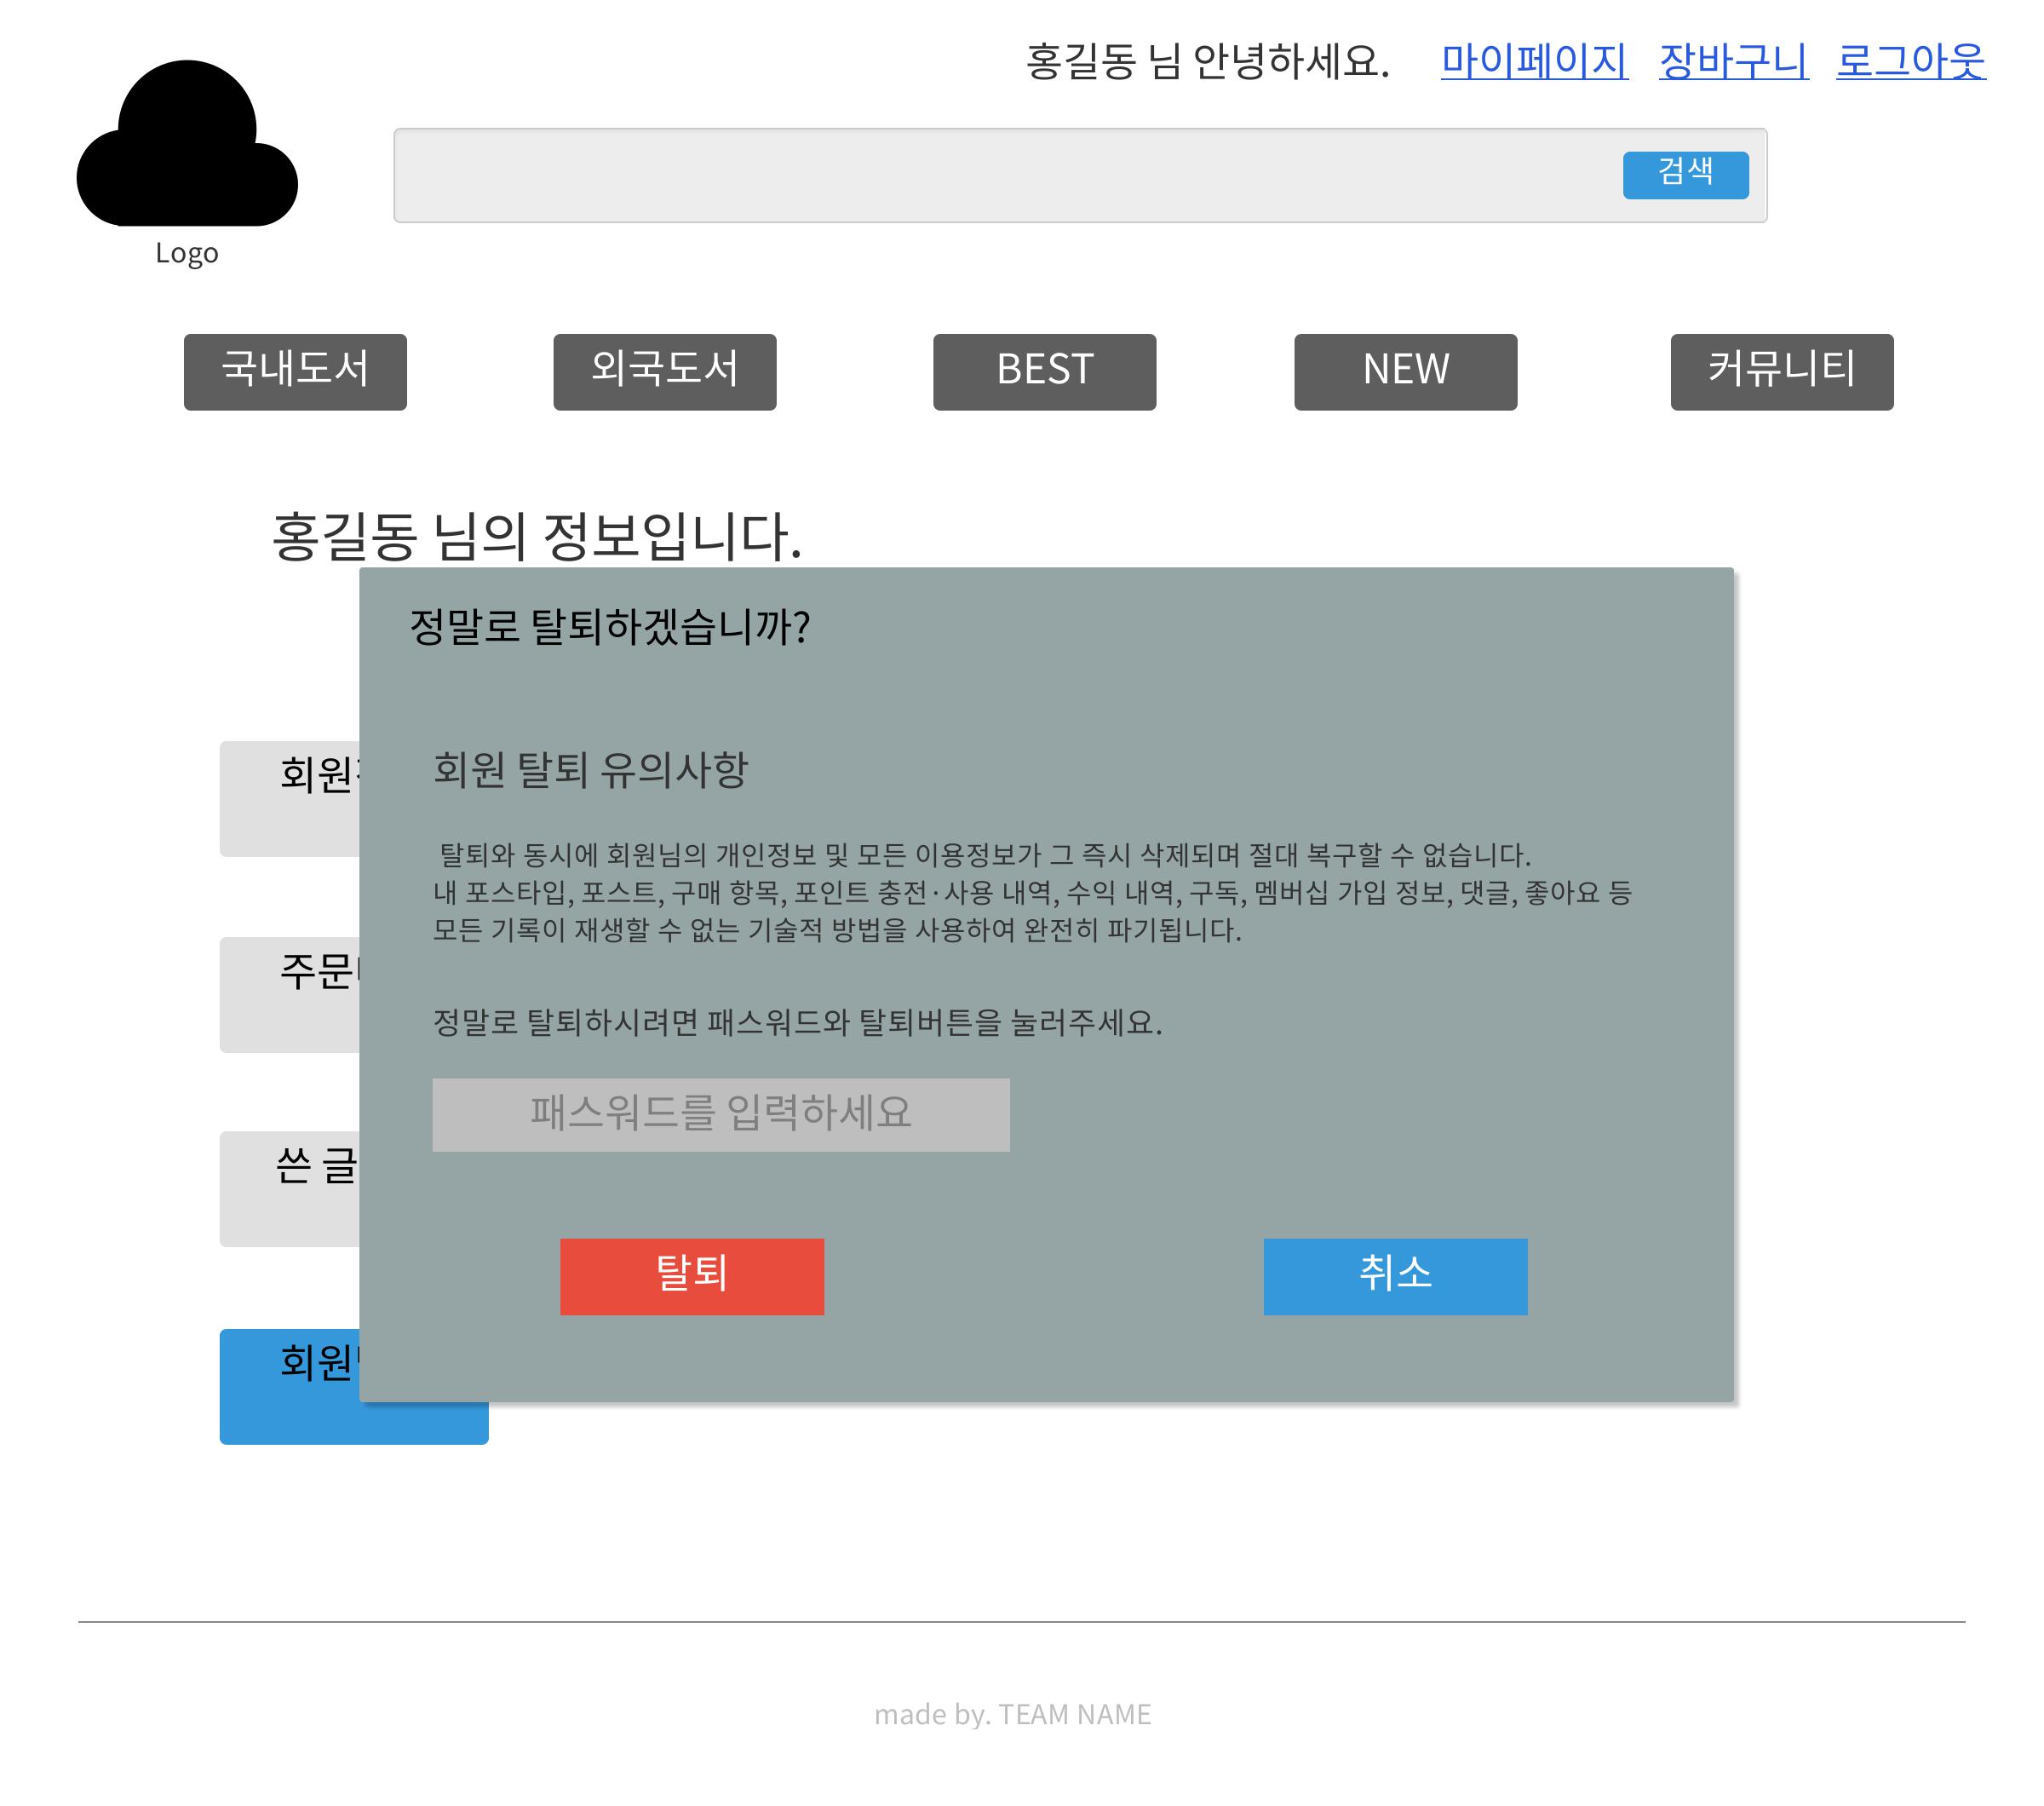 홍길동 님 안녕하세요. 마이페이지 장바구니 로그아웃
검색
Logo
국내도서 외국도서 BEST NEW 커뮤니티
홍길동 님의 정보입니다.
정말로 탈퇴하겠습니까?
회원 탈퇴 유의사항
탈퇴와 동시에 회원님의 개인정보 및 모든 이용정보가 그 즉시 삭제되며 절대 복구할 수 없습니다.
내 포스타입, 포스트, 구매 항목, 포인트 충전·사용 내역, 수익 내역, 구독, 멤버십 가입 정보, 댓글, 좋아요 등
모든 기록이 재생할 수 없는 기술적 방법을 사용하여 완전히 파기됩니다.
정말로 탈퇴하시려면 패스워드와 탈퇴버튼을 눌러주세요.
패스워드를 입력하세요
탈퇴 취소
회원
주문
쓴 글
회원
made by. TEAM NAME